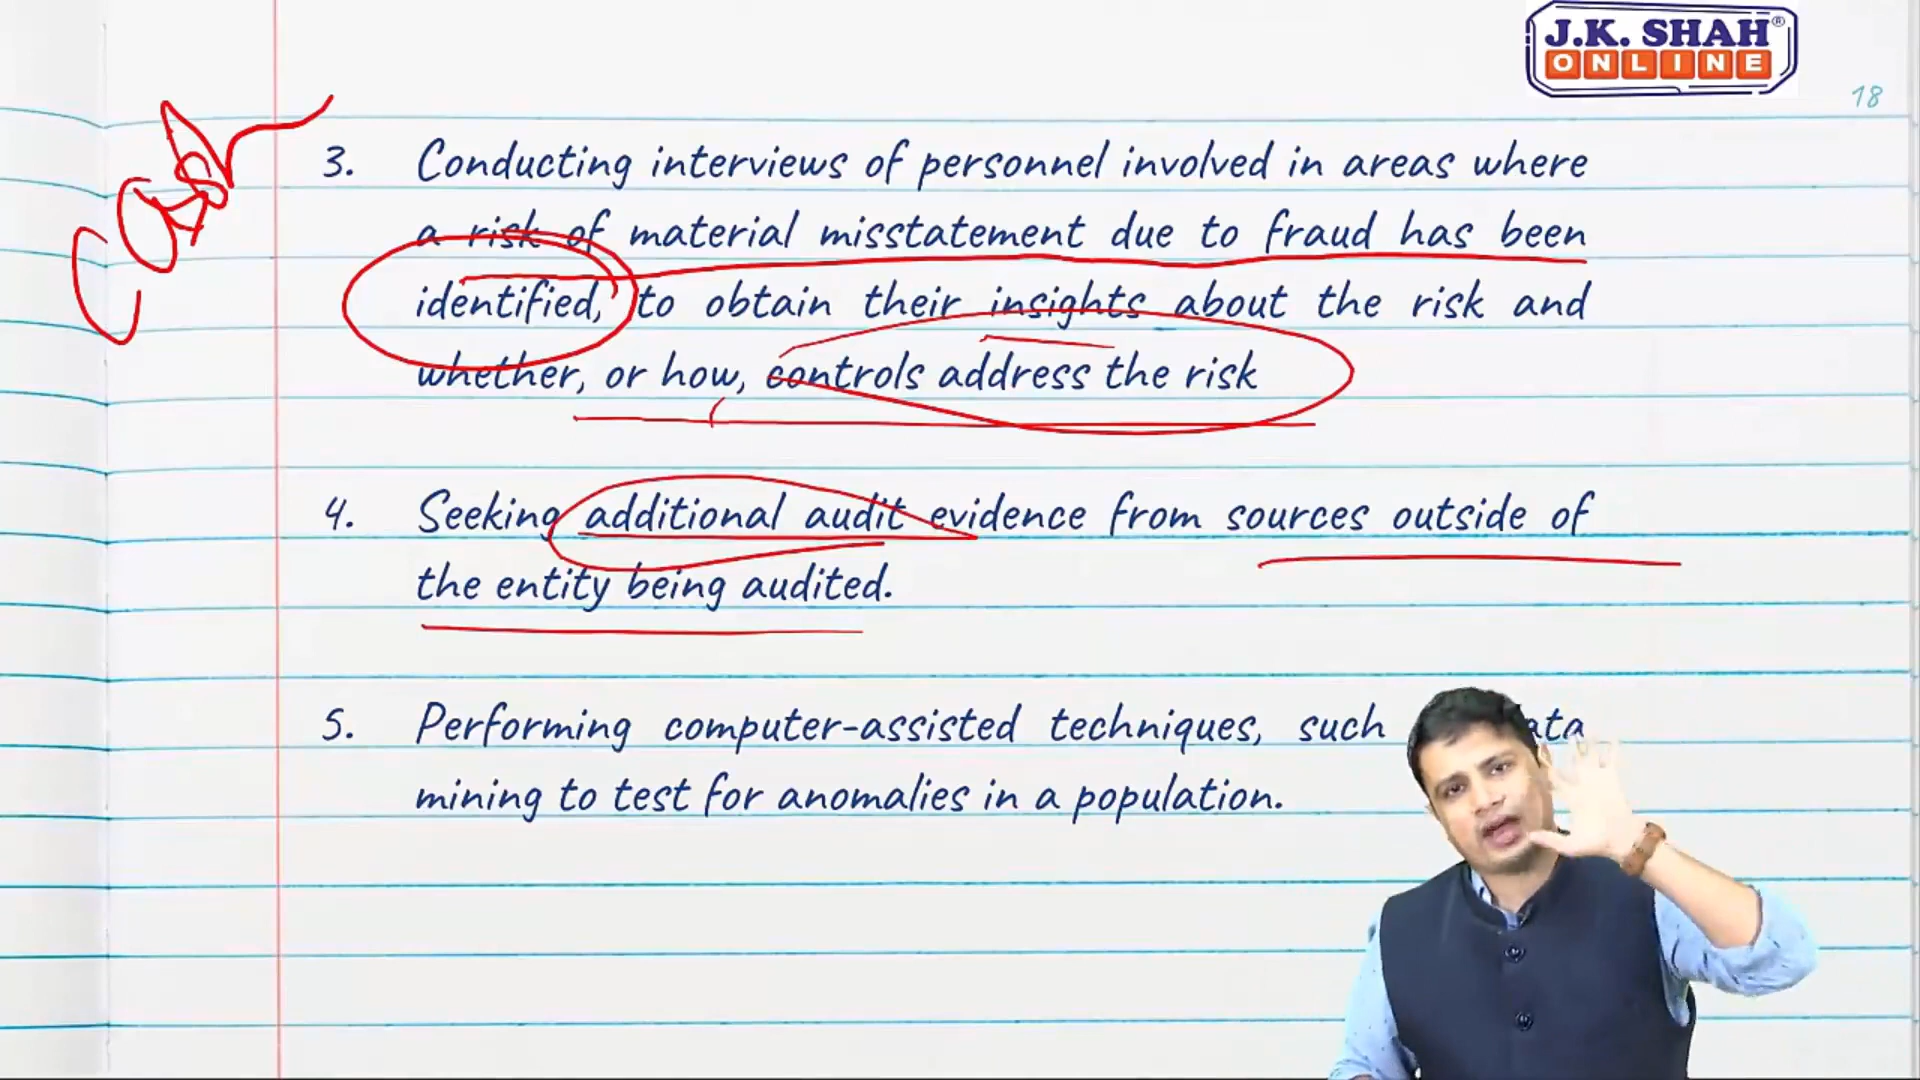 J.K. SHAH®
ONLINE
18
Cash
3. Conducting interviews of personnel involved in areas where
a risk of material misstatement due to fraud has been
identified, to obtain their insights about the risk and
whether, or how, controls address the risk
4. Seeking additional audit evidence from sources outside of
the entity being audited.
5. Performing computer-assisted techniques, such
mining to test for anomalies in a population.